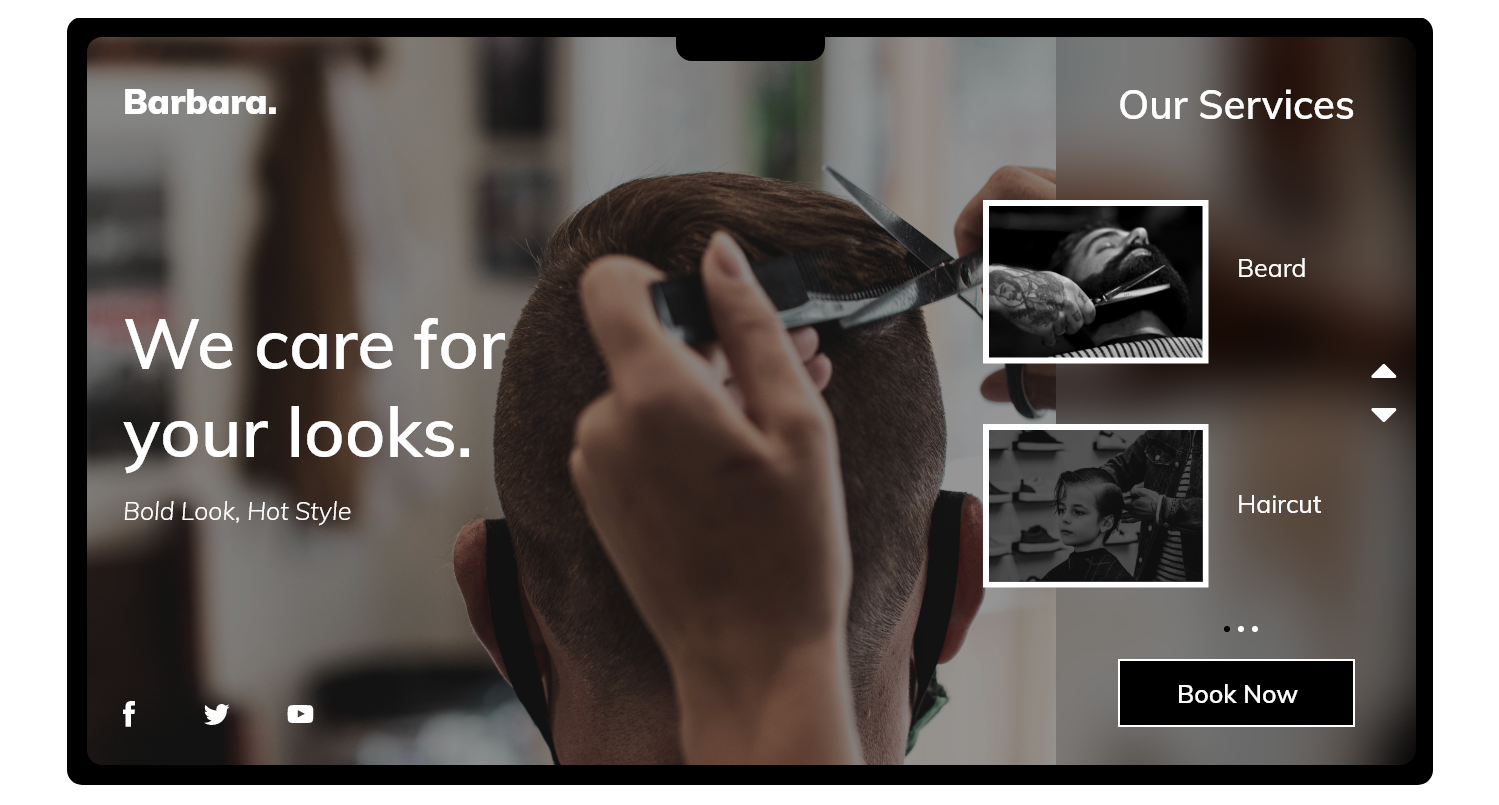 Barbara.
We care for
your looks.
Bold Look, Hot Style
Our Services
Beard
Haircut
Book Now